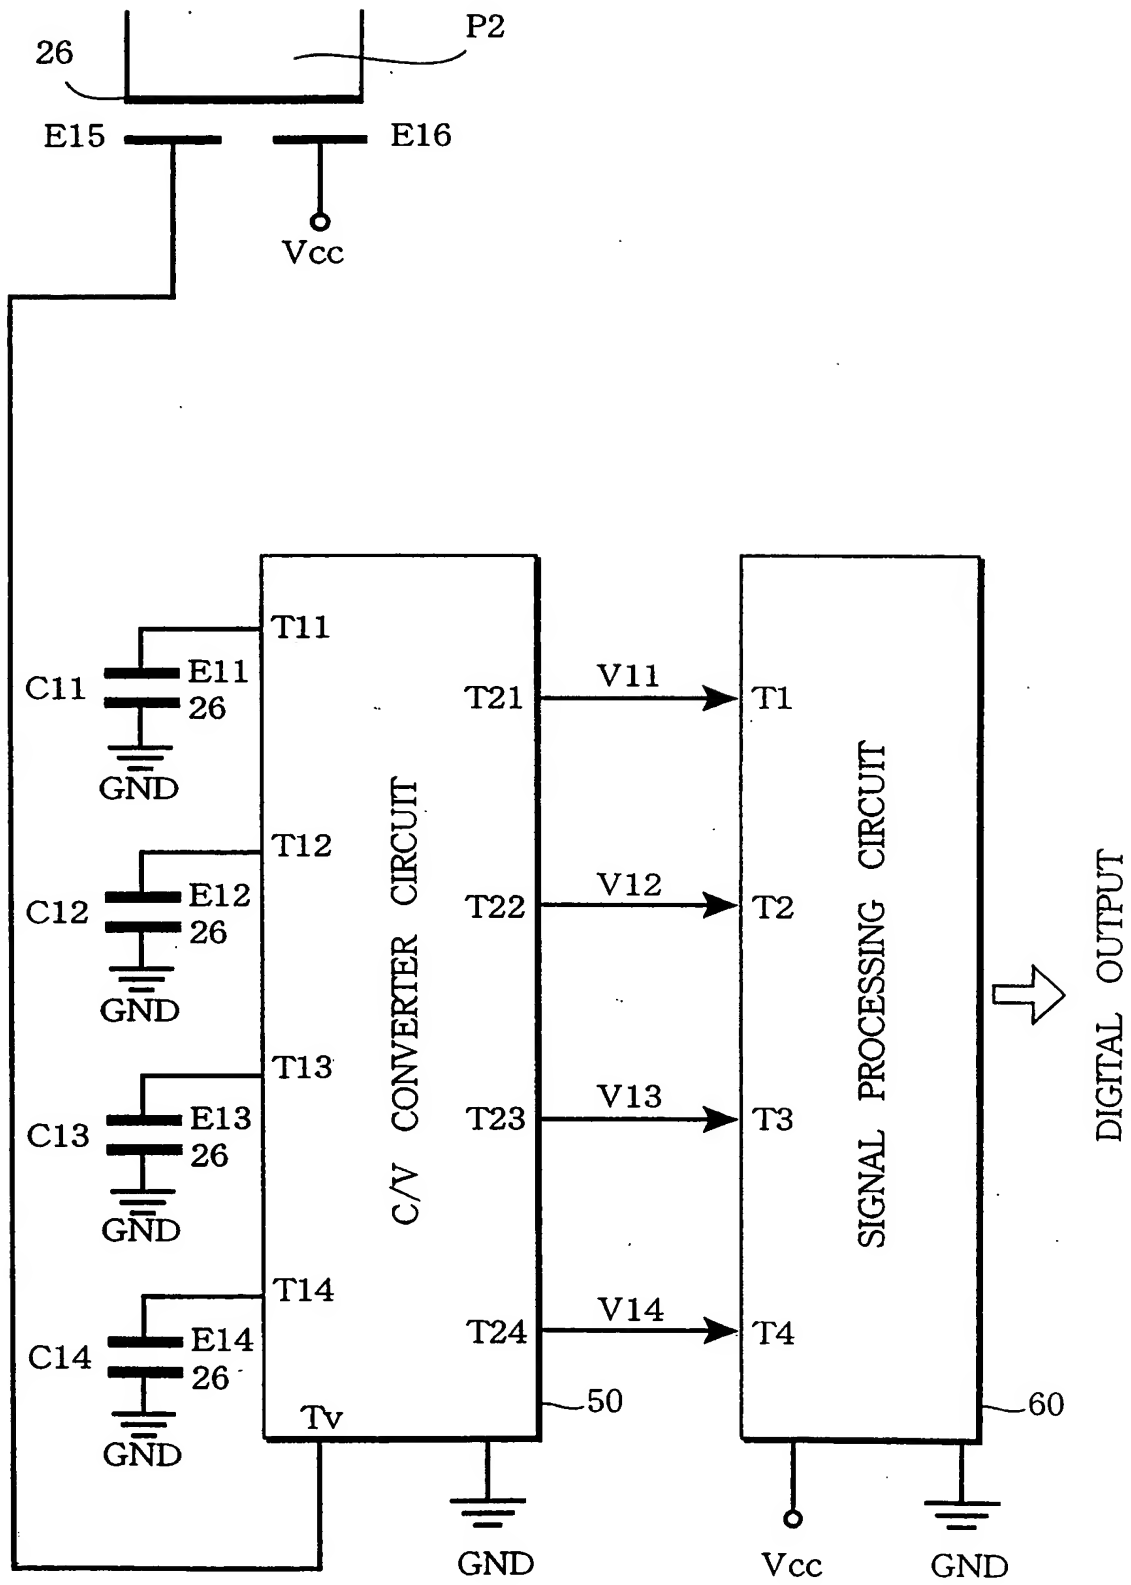 P2
26
E15
E16
Vcc
T11
C11
E11
26
GND
T12
C12
E12
26
GND
T13
C13
E13
26
GND
T14
C14
E14
26
GND
Tv
C/V CONVERTER CIRCUIT
T21
T22
T23
T24
50
GND
V11
V12
V13
V14
T1
T2
T3
T4
SIGNAL PROCESSING CIRCUIT
60
Vcc
GND
DIGITAL OUTPUT